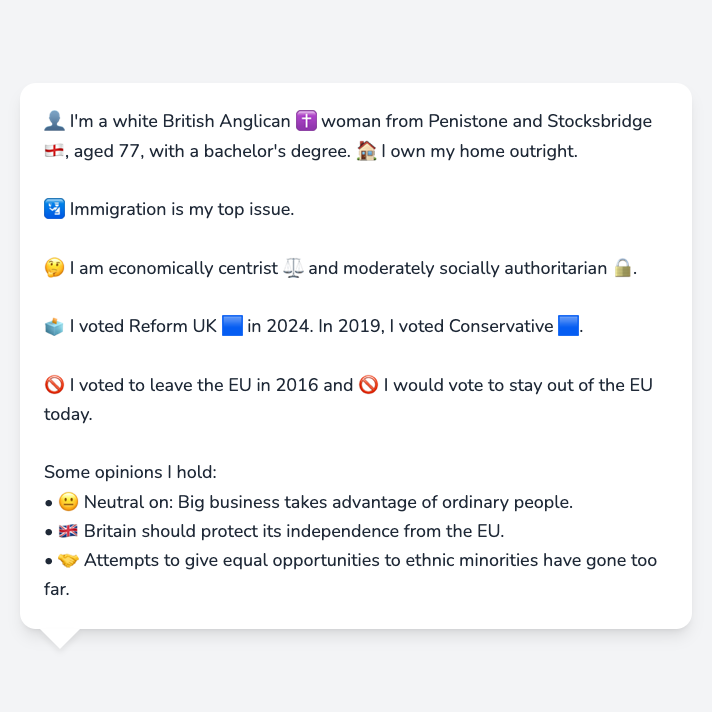 👤 I'm a white British Anglican ✝️ woman from Penistone and Stocksbridge
🏴󠁧󠁢󠁥󠁮󠁧󠁿, aged 77, with a bachelor's degree. 🏠 I own my home outright.
🛂 Immigration is my top issue.
🤔 I am economically centrist ⚖️ and moderately socially authoritarian 🔒.
🗳️ I voted Reform UK 🟦 in 2024. In 2019, I voted Conservative 🟦.
🚫 I voted to leave the EU in 2016 and 🚫 I would vote to stay out of the EU
today.
Some opinions I hold:
• 😐 Neutral on: Big business takes advantage of ordinary people.
• 🇬🇧 Britain should protect its independence from the EU.
• 🤝 Attempts to give equal opportunities to ethnic minorities have gone too
far.